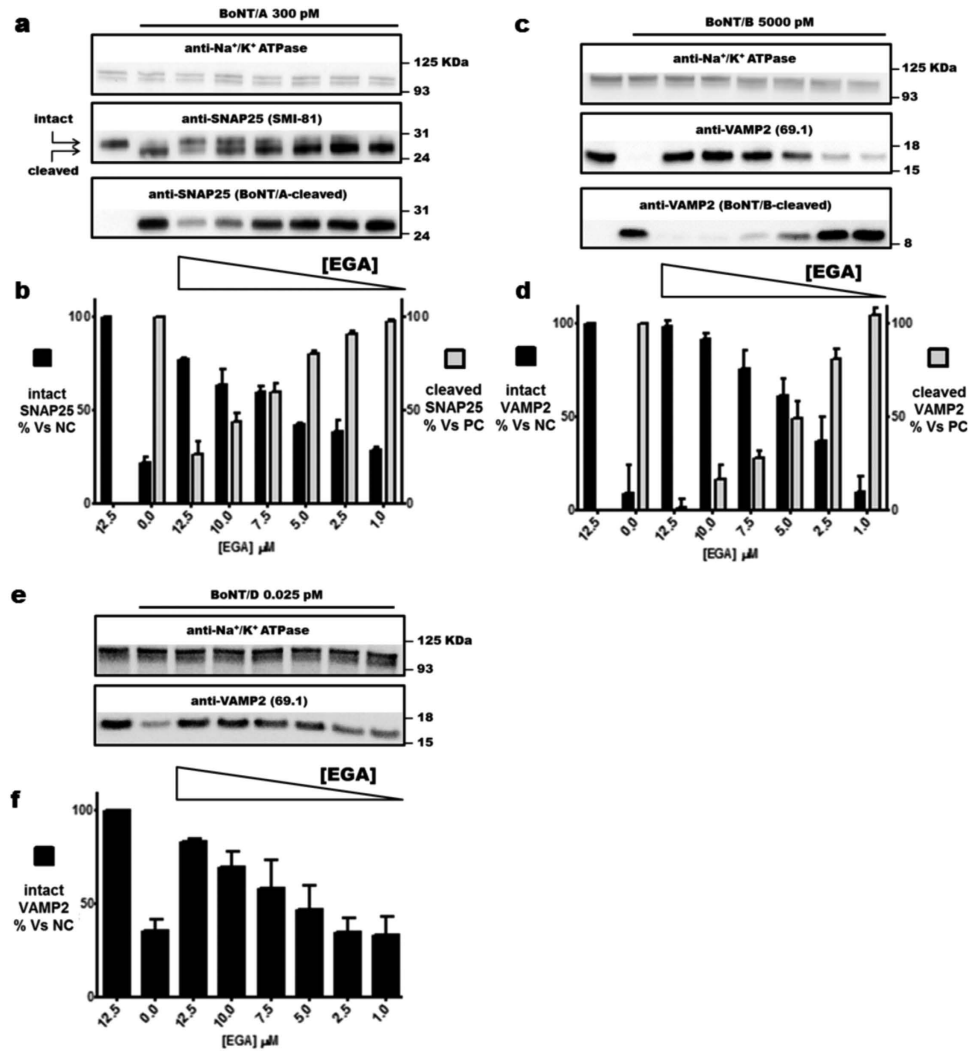 a
BoNT/A 300 pM
anti-Na⁺/K⁺ ATPase
125 KDa
93
anti-SNAP25 (SMI-81)
intact
cleaved
31
24
anti-SNAP25 (BoNT/A-cleaved)
31
24
[EGA]
b
100
50
0
100
50
0
intact
SNAP25
% Vs NC
cleaved
SNAP25
% Vs PC
12.5 0.0 12.5 10.0 7.5 5.0 2.5 1.0
[EGA] μM
c
BoNT/B 5000 pM
anti-Na⁺/K⁺ ATPase
125 KDa
93
anti-VAMP2 (69.1)
18
15
anti-VAMP2 (BoNT/B-cleaved)
8
[EGA]
d
100
50
0
100
50
0
intact
VAMP2
% Vs NC
cleaved
VAMP2
% Vs PC
12.5 0.0 12.5 10.0 7.5 5.0 2.5 1.0
[EGA] μM
e
BoNT/D 0.025 pM
anti-Na⁺/K⁺ ATPase
125 KDa
93
anti-VAMP2 (69.1)
18
15
[EGA]
f
100
50
0
intact
VAMP2
% Vs NC
12.5 0.0 12.5 10.0 7.5 5.0 2.5 1.0
[EGA] μM